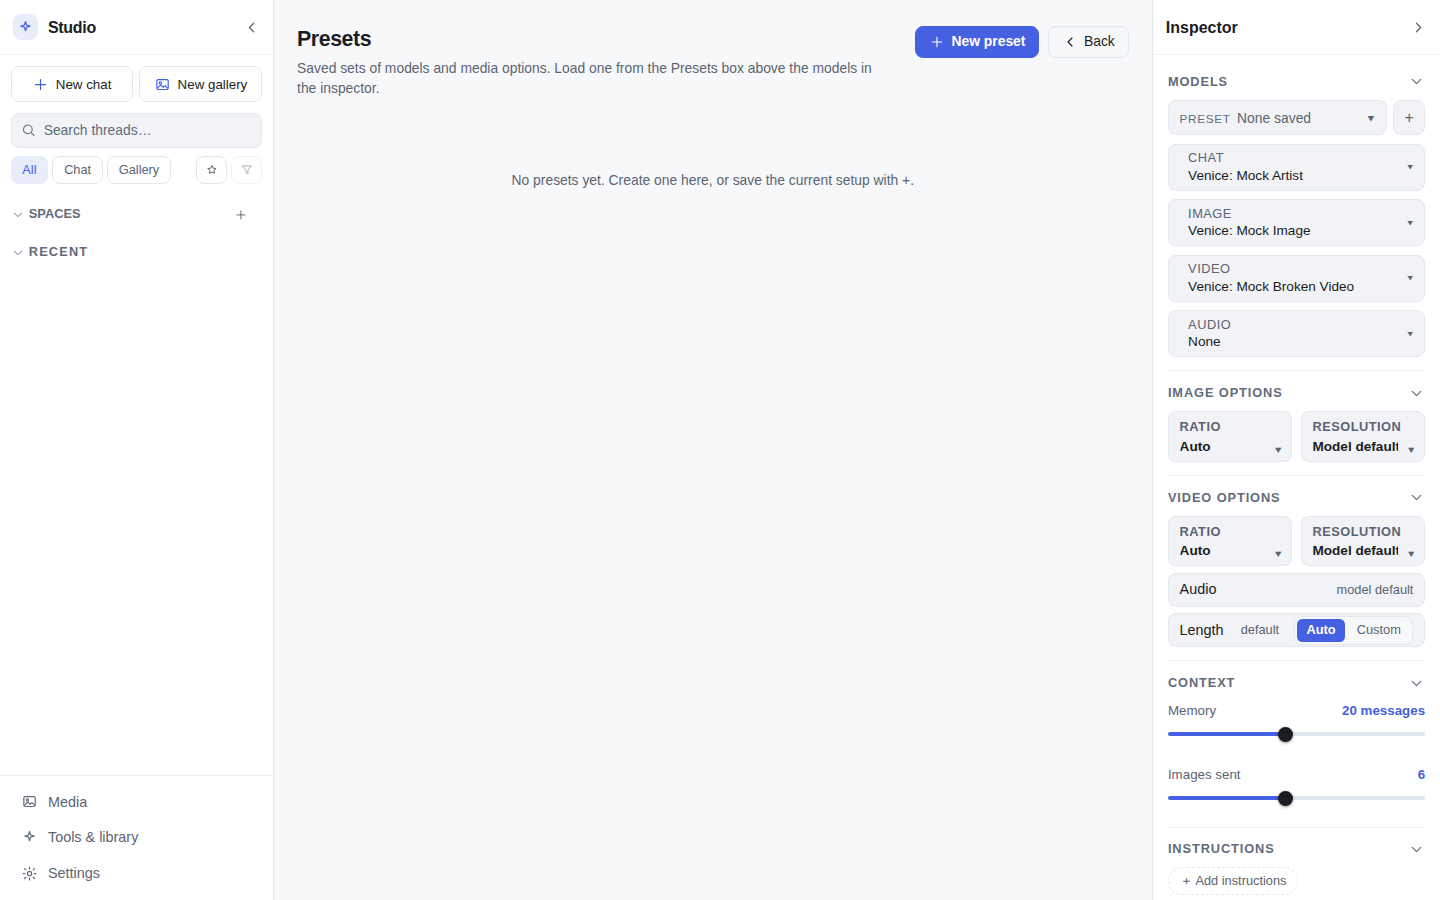 Studio
New chat
New gallery
Search threads…
All
Chat
Gallery
SPACES
RECENT
Media
Tools & library
Settings
Presets
Saved sets of models and media options. Load one from the Presets box above the models in
the inspector.
New preset
Back
No presets yet. Create one here, or save the current setup with +.
Inspector
MODELS
PRESET None saved
+
CHAT
Venice: Mock Artist
IMAGE
Venice: Mock Image
VIDEO
Venice: Mock Broken Video
AUDIO
None
IMAGE OPTIONS
RATIO
Auto
RESOLUTION
Model default
VIDEO OPTIONS
RATIO
Auto
RESOLUTION
Model default
Audio
model default
Length
default
Auto
Custom
CONTEXT
Memory
20 messages
Images sent
6
INSTRUCTIONS
+ Add instructions